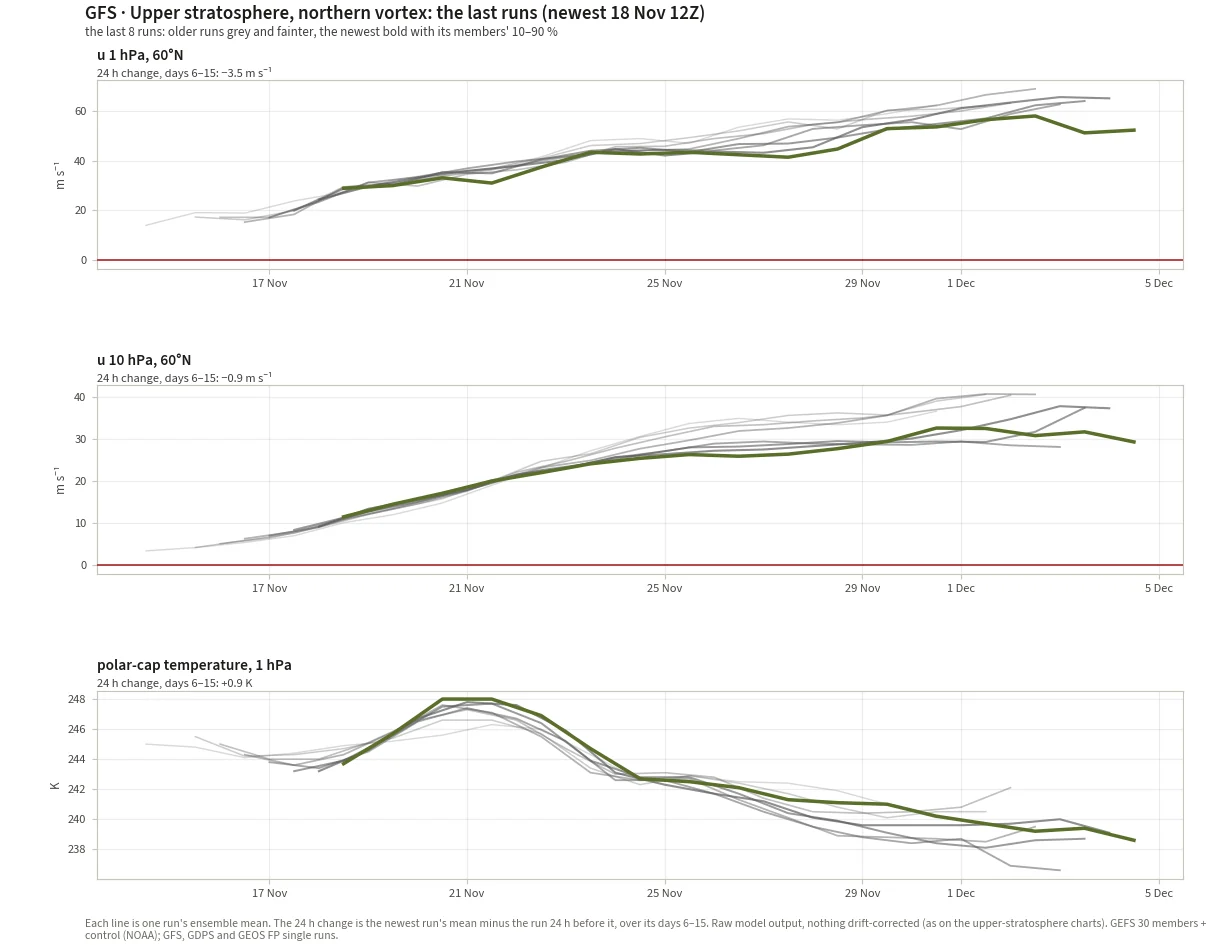 GFS · Upper stratosphere, northern vortex: the last runs (newest 18 Nov 12Z)
the last 8 runs: older runs grey and fainter, the newest bold with its members' 10–90 %
u 1 hPa, 60°N
24 h change, days 6–15: −3.5 m s⁻¹
60
40
20
0
m s⁻¹
17 Nov
21 Nov
25 Nov
29 Nov
1 Dec
5 Dec
u 10 hPa, 60°N
24 h change, days 6–15: −0.9 m s⁻¹
40
30
20
10
0
m s⁻¹
17 Nov
21 Nov
25 Nov
29 Nov
1 Dec
5 Dec
polar-cap temperature, 1 hPa
24 h change, days 6–15: +0.9 K
248
246
244
242
240
238
K
17 Nov
21 Nov
25 Nov
29 Nov
1 Dec
5 Dec
Each line is one run's ensemble mean. The 24 h change is the newest run's mean minus the run 24 h before it, over its days 6–15. Raw model output, nothing drift-corrected (as on the upper-stratosphere charts). GEFS 30 members +
control (NOAA); GFS, GDPS and GEOS FP single runs.